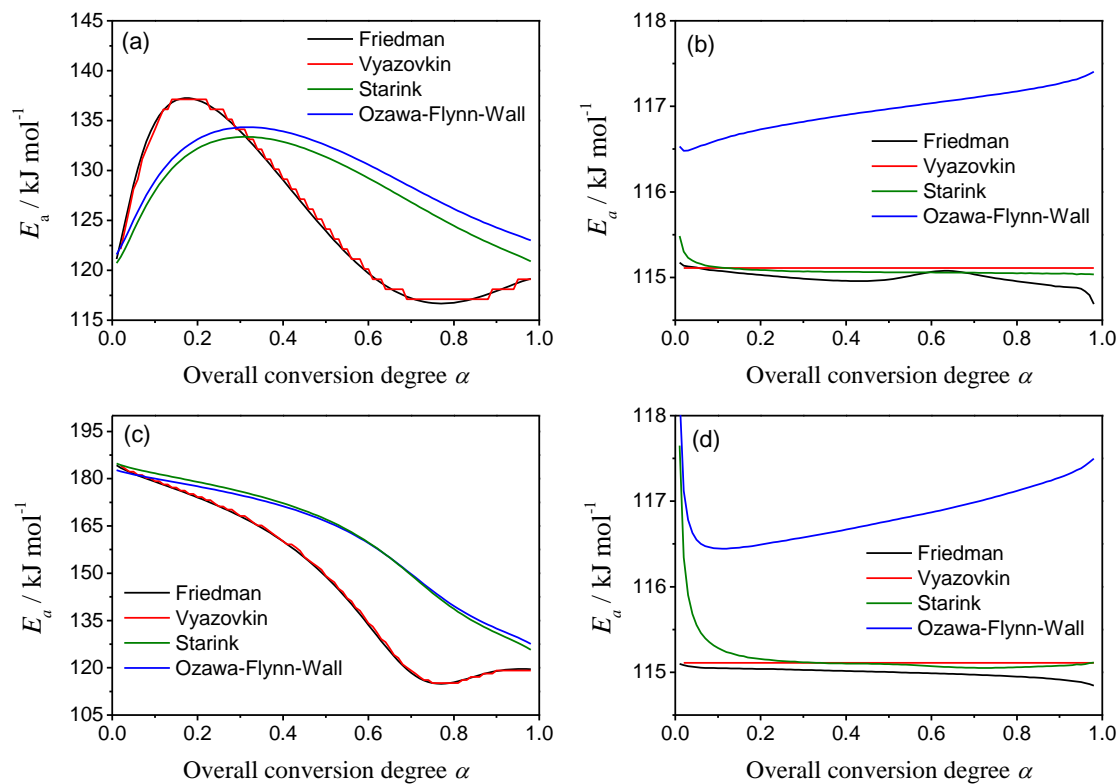 (a)
Friedman
Vyazovkin
Starink
Ozawa-Flynn-Wall
145
140
135
130
125
120
115
E_a / kJ mol⁻¹
0.0 0.2 0.4 0.6 0.8 1.0
Overall conversion degree α
(b)
Friedman
Vyazovkin
Starink
Ozawa-Flynn-Wall
118
117
116
115
E_a / kJ mol⁻¹
0.0 0.2 0.4 0.6 0.8 1.0
Overall conversion degree α
(c)
Friedman
Vyazovkin
Starink
Ozawa-Flynn-Wall
195
180
165
150
135
120
105
E_a / kJ mol⁻¹
0.0 0.2 0.4 0.6 0.8 1.0
Overall conversion degree α
(d)
Friedman
Vyazovkin
Starink
Ozawa-Flynn-Wall
118
117
116
115
E_a / kJ mol⁻¹
0.0 0.2 0.4 0.6 0.8 1.0
Overall conversion degree α